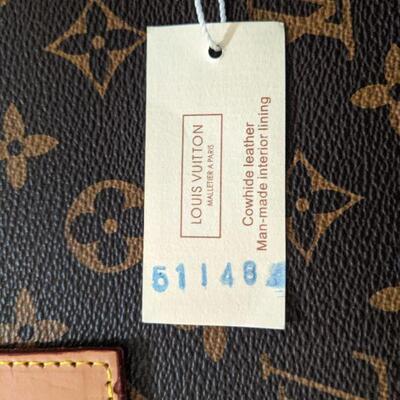 LOUIS VUITTON
MALLETIER A PARIS
Cowhide leather
Man-made interior lining
51148